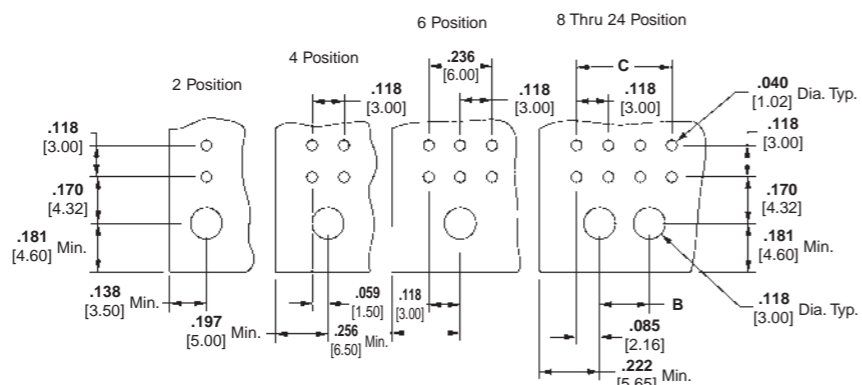 6 Position
8 Thru 24 Position
4 Position
2 Position
.236
[6.00]
C
.118
[3.00]
.118
[3.00]
.118
[3.00]
.040
[1.02] Dia. Typ.
.118
[3.00]
.118
[3.00]
.170
[4.32]
.170
[4.32]
.181
[4.60] Min.
.181
[4.60] Min.
.138
[3.50] Min.
.197
[5.00] Min.
.059
[1.50]
.256
[6.50] Min.
.118
[3.00]
B
.118
[3.00] Dia. Typ.
.085
[2.16]
.222
[5.65] Min.